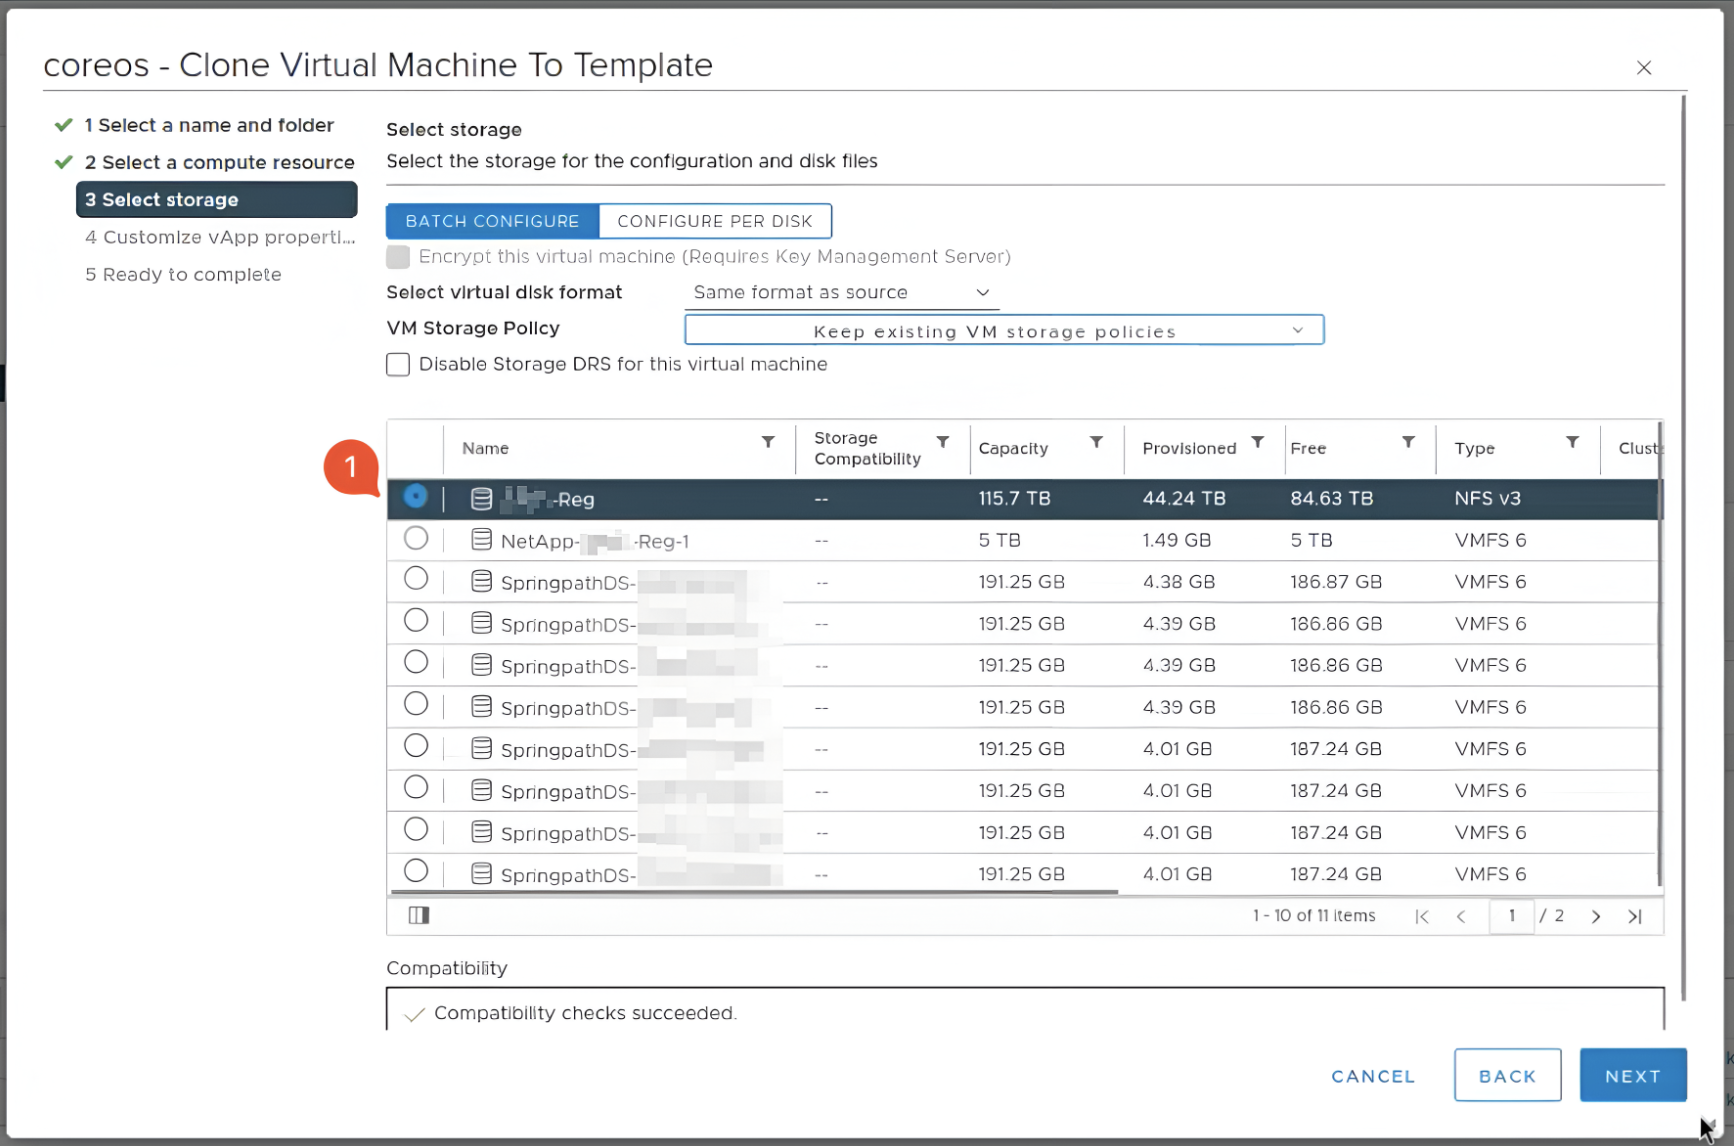 coreos - Clone Virtual Machine To Template
1 Select a name and folder
2 Select a compute resource
3 Select storage
4 Customize vApp properti...
5 Ready to complete
Select storage
Select the storage for the configuration and disk files
BATCH CONFIGURE CONFIGURE PER DISK
Encrypt this virtual machine (Requires Key Management Server)
Select virtual disk format Same format as source
VM Storage Policy Keep existing VM storage policies
Disable Storage DRS for this virtual machine
Name Storage Compatibility Capacity Provisioned Free Type Clust
1
-Reg -- 115.7 TB 44.24 TB 84.63 TB NFS v3
NetApp- -Reg-1 -- 5 TB 1.49 GB 5 TB VMFS 6
SpringpathDS- -- 191.25 GB 4.38 GB 186.87 GB VMFS 6
SpringpathDS- -- 191.25 GB 4.39 GB 186.86 GB VMFS 6
SpringpathDS- -- 191.25 GB 4.39 GB 186.86 GB VMFS 6
SpringpathDS- -- 191.25 GB 4.39 GB 186.86 GB VMFS 6
SpringpathDS- -- 191.25 GB 4.01 GB 187.24 GB VMFS 6
SpringpathDS- -- 191.25 GB 4.01 GB 187.24 GB VMFS 6
SpringpathDS- -- 191.25 GB 4.01 GB 187.24 GB VMFS 6
SpringpathDS- -- 191.25 GB 4.01 GB 187.24 GB VMFS 6
1 - 10 of 11 items 1 / 2
Compatibility
Compatibility checks succeeded.
CANCEL BACK NEXT